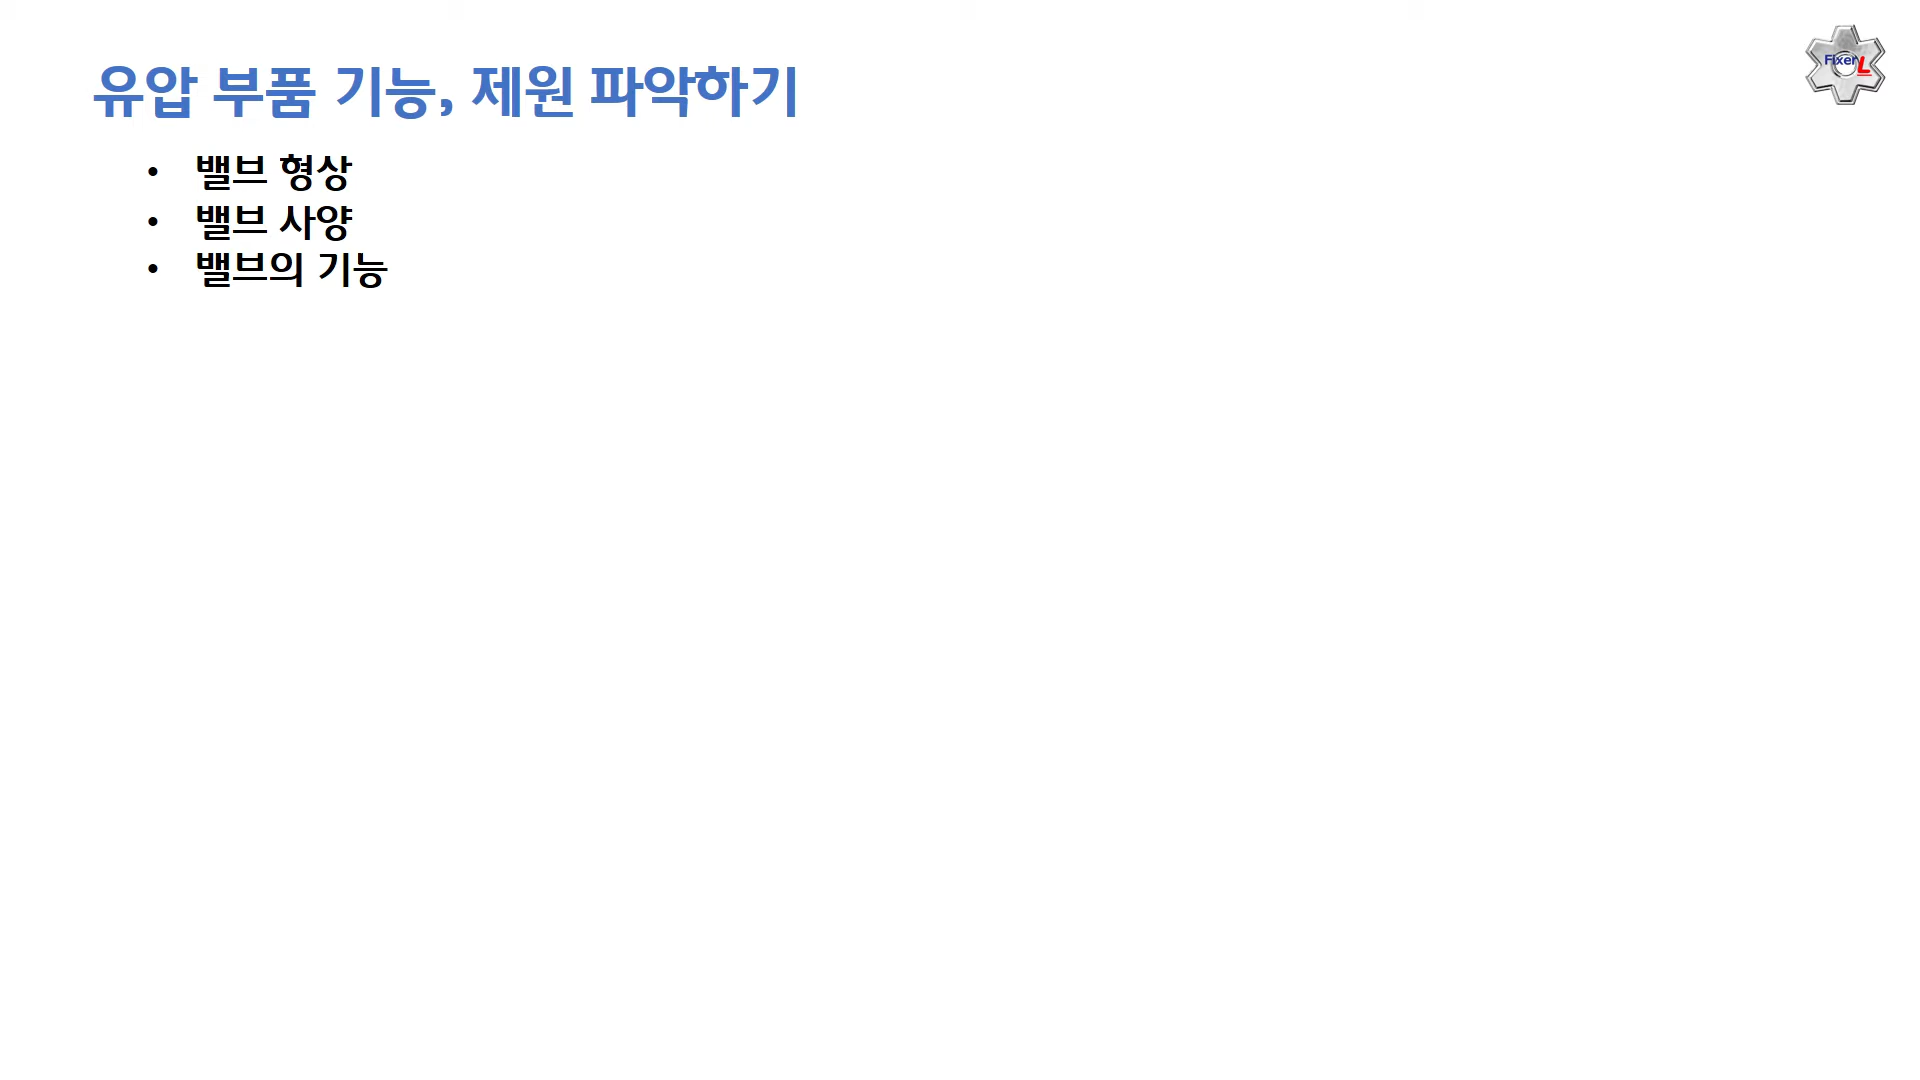 유압 부품 기능, 제원 파악하기
FixerL
• 밸브 형상
• 밸브 사양
• 밸브의 기능